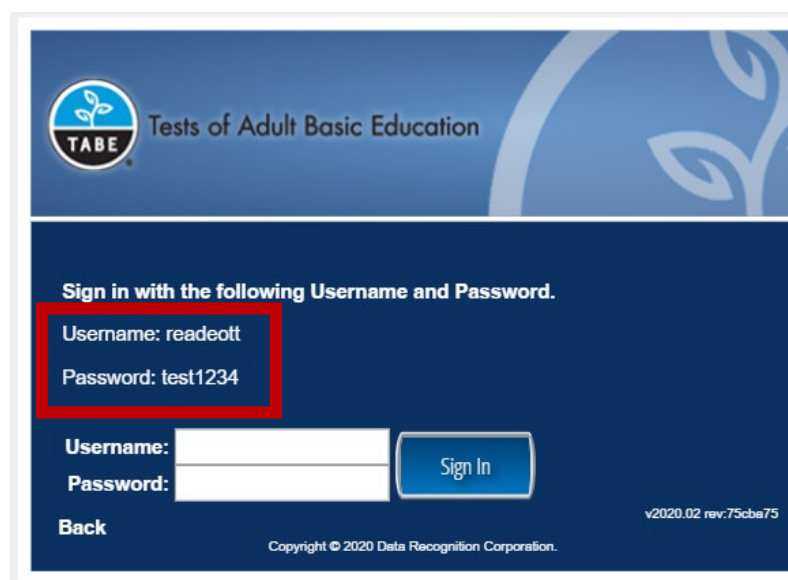 TABE
Tests of Adult Basic Education
Sign in with the following Username and Password.
Username: readeott
Password: test1234
Username:
Password:
Sign In
Back
v2020.02 rev:75cba75
Copyright © 2020 Data Recognition Corporation.